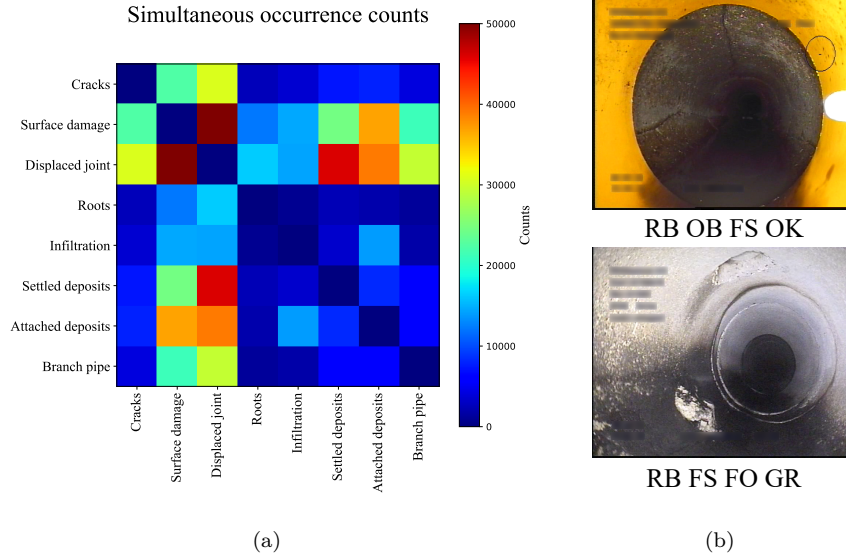 Simultaneous occurrence counts
Cracks
Surface damage
Displaced joint
Roots
Infiltration
Settled deposits
Attached deposits
Branch pipe
Cracks
Surface damage
Displaced joint
Roots
Infiltration
Settled deposits
Attached deposits
Branch pipe
50000
40000
30000
20000
10000
0
Counts
(a)
RB OB FS OK
RB FS FO GR
(b)